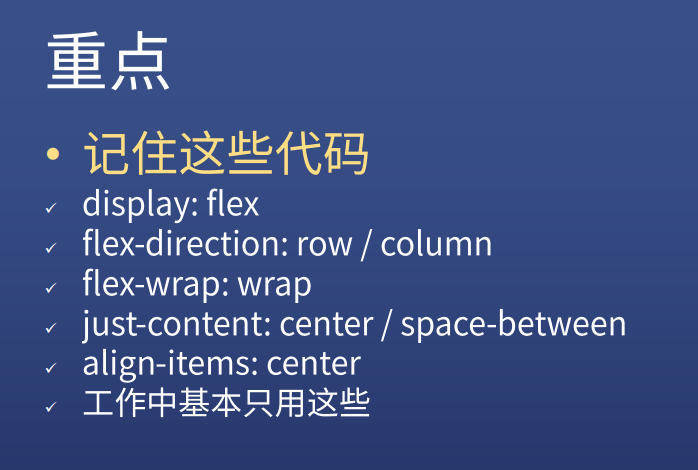 重点
• 记住这些代码
✓ display: flex
✓ flex-direction: row / column
✓ flex-wrap: wrap
✓ just-content: center / space-between
✓ align-items: center
✓ 工作中基本只用这些